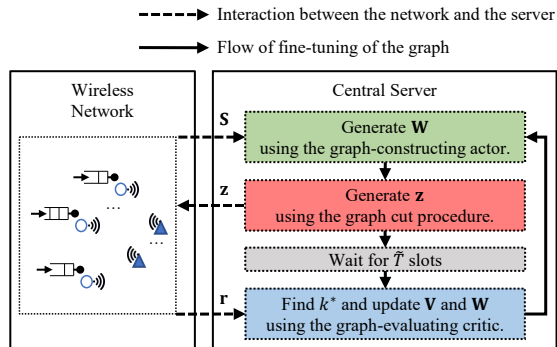 Interaction between the network and the server
Flow of fine-tuning of the graph
Wireless
Network
Central Server
S
Generate W
using the graph-constructing actor.
z
Generate z
using the graph cut procedure.
...
...
Wait for T̃ slots
r
Find k* and update V and W
using the graph-evaluating critic.